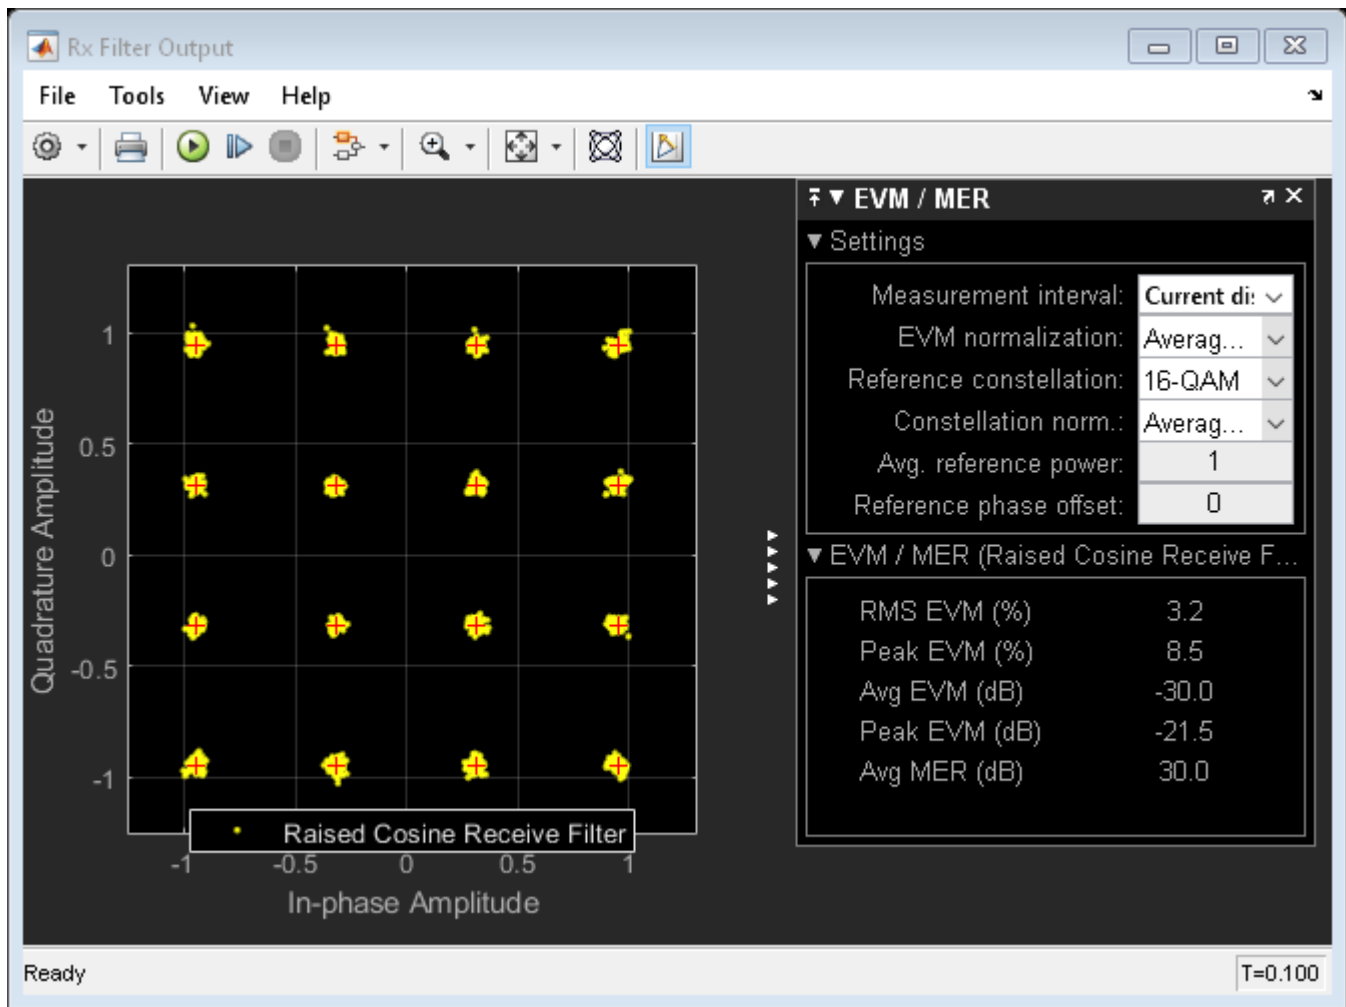 Rx Filter Output
File Tools View Help
EVM / MER
Settings
Measurement interval: Current di:
EVM normalization: Averag...
Reference constellation: 16-QAM
Constellation norm.: Averag...
Avg. reference power: 1
Reference phase offset: 0
EVM / MER (Raised Cosine Receive F...
RMS EVM (%) 3.2
Peak EVM (%) 8.5
Avg EVM (dB) -30.0
Peak EVM (dB) -21.5
Avg MER (dB) 30.0
Quadrature Amplitude
1
0.5
0
-0.5
-1
Raised Cosine Receive Filter
-1 -0.5 0 0.5 1
In-phase Amplitude
Ready T=0.100